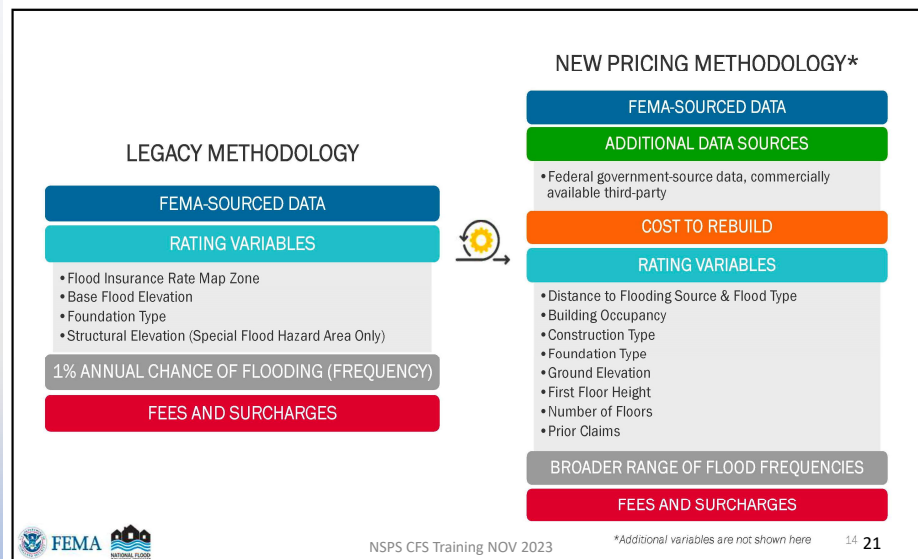 LEGACY METHODOLOGY
FEMA-SOURCED DATA
RATING VARIABLES
• Flood Insurance Rate Map Zone
• Base Flood Elevation
• Foundation Type
• Structural Elevation (Special Flood Hazard Area Only)
1% ANNUAL CHANCE OF FLOODING (FREQUENCY)
FEES AND SURCHARGES
NEW PRICING METHODOLOGY*
FEMA-SOURCED DATA
ADDITIONAL DATA SOURCES
• Federal government-source data, commercially
available third-party
COST TO REBUILD
RATING VARIABLES
• Distance to Flooding Source & Flood Type
• Building Occupancy
• Construction Type
• Foundation Type
• Ground Elevation
• First Floor Height
• Number of Floors
• Prior Claims
BROADER RANGE OF FLOOD FREQUENCIES
FEES AND SURCHARGES
FEMA
NATIONAL FLOOD
NSPS CFS Training NOV 2023
*Additional variables are not shown here
14 21